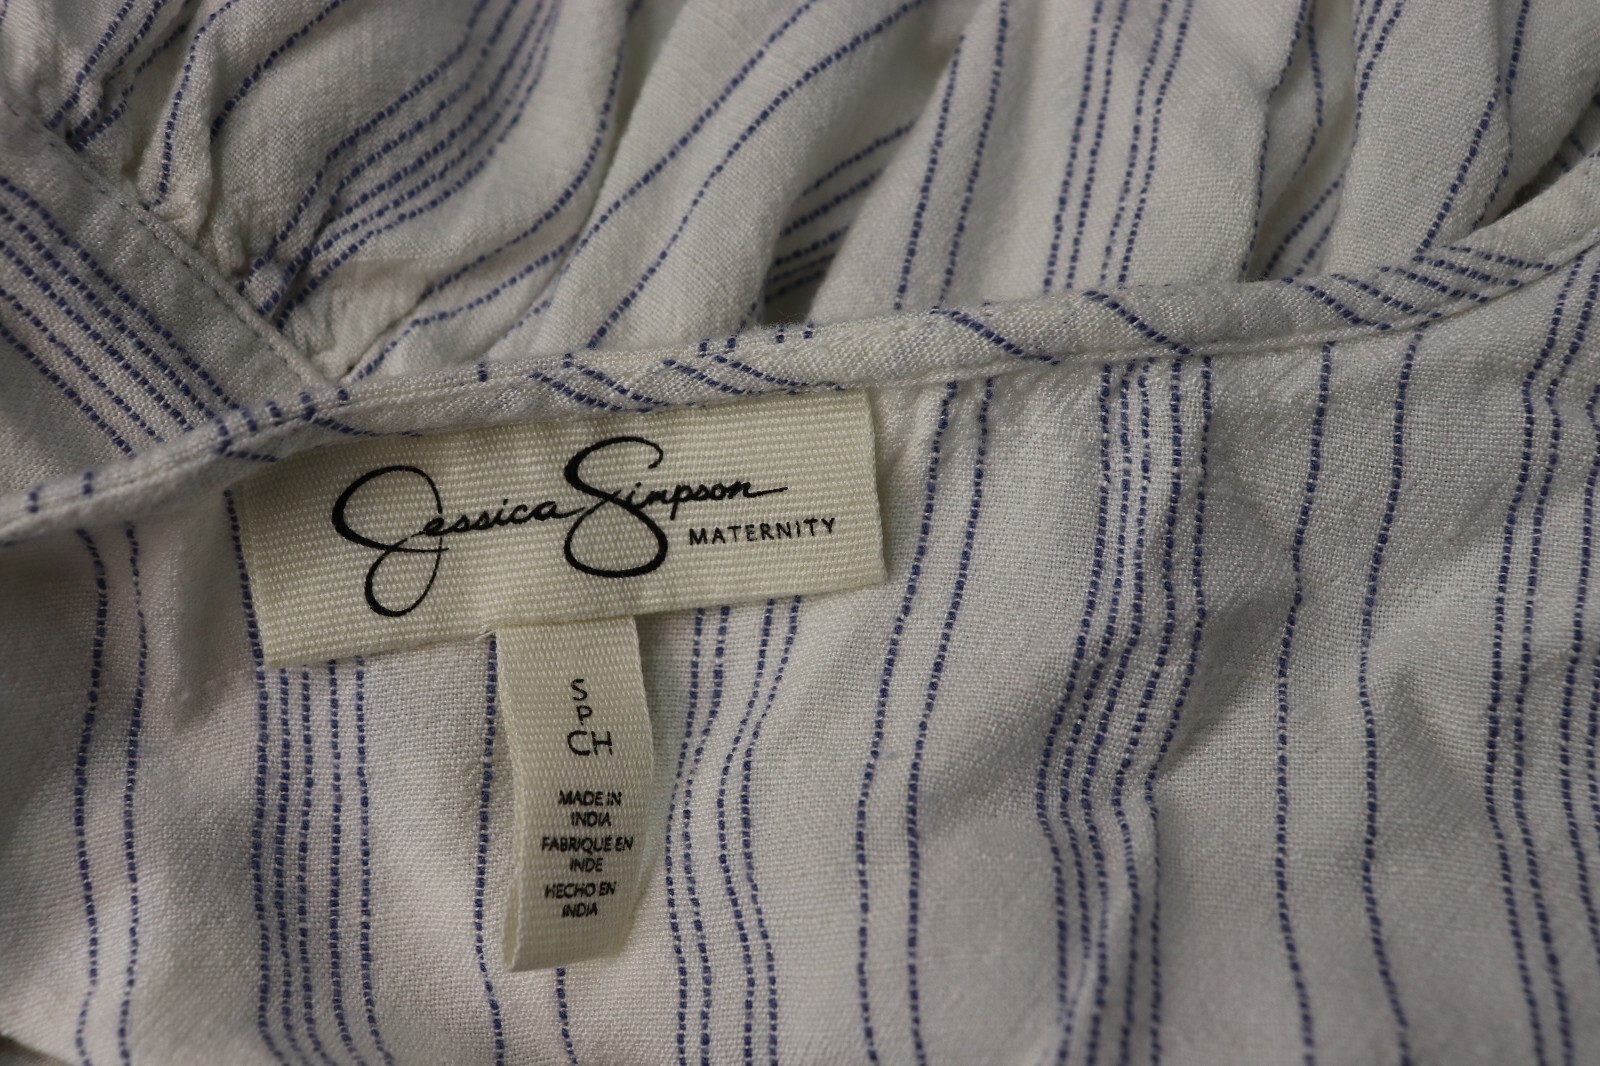 Jessica Simpson
MATERNITY
S
P
CH
MADE IN
INDIA
FABRIQUE EN
INDE
HECHO EN
INDIA